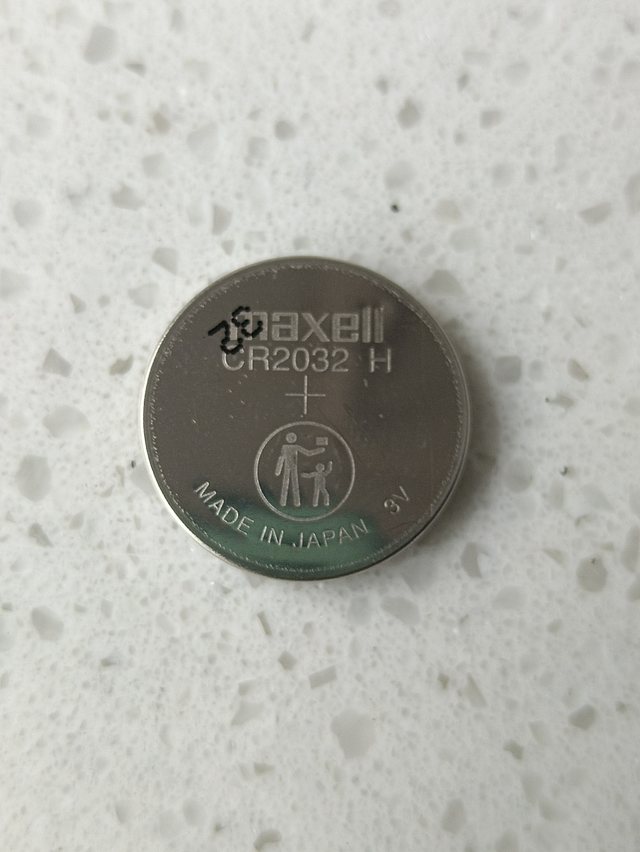 maxell
CR2032 H
+
MADE IN JAPAN 3V